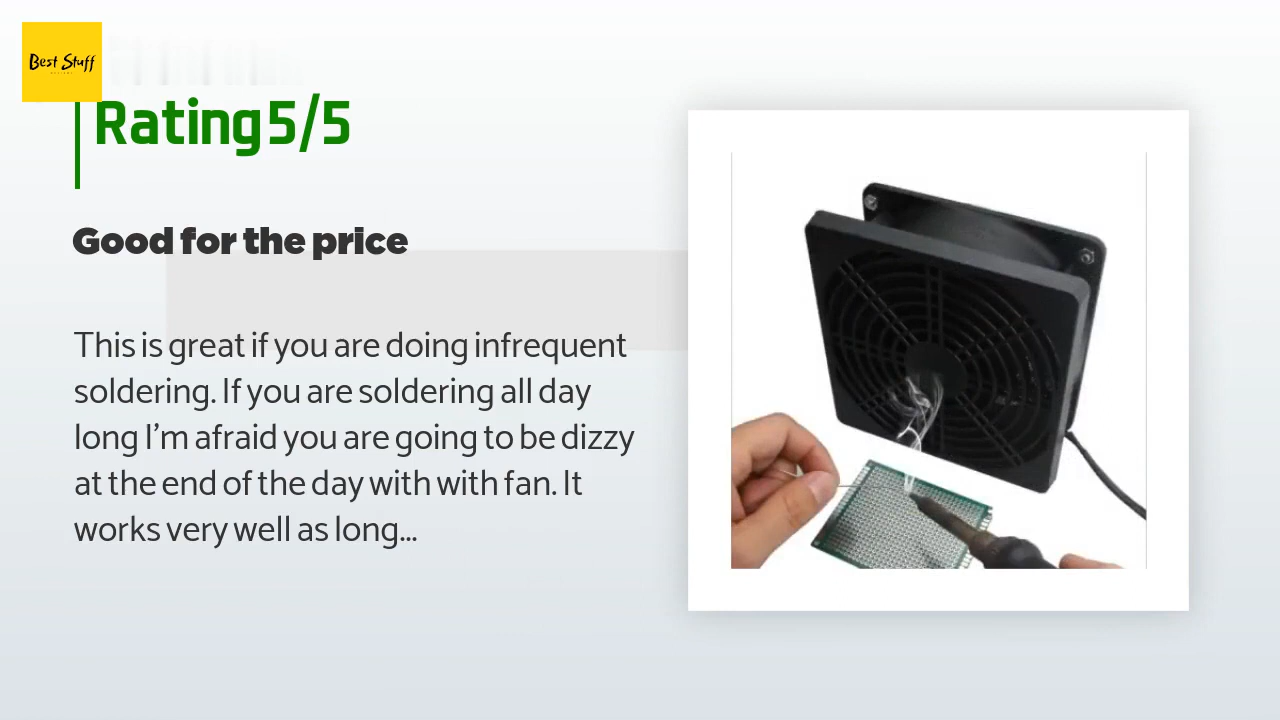 Best Stuff
Rating 5/5
Good for the price
This is great if you are doing infrequent
soldering. If you are soldering all day
long I'm afraid you are going to be dizzy
at the end of the day with with fan. It
works very well as long...